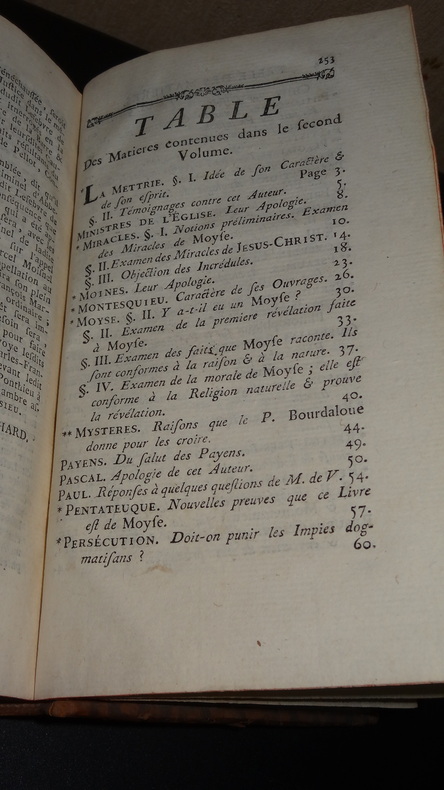 153
TABLE
Des Matieres contenues dans le ſecond
Volume.
*LA METTRIE. §. I. Idée de ſon Caractère &
de ſon eſprit. Page 3.
§. II. Témoignages contre cet Auteur. 5.
MINISTRES DE L'ÉGLISE. Leur Apologie. 8.
*MIRACLES. §. I. Notions préliminaires. Examen
des Miracles de Moyſe. 10.
§. II. Examen des Miracles de JESUS-CHRIST. 14.
§. III. Objection des Incrédules. 18.
*MOINES. Leur Apologie. 23.
*MONTESQUIEU. Caractère de ſes Ouvrages. 26.
*MOYSE. §. II. Y a-t-il eu un Moyſe ? 30.
§. II. Examen de la premiere révélation faite
à Moyſe. 33.
§. III. Examen des faits que Moyſe raconte. Ils
ſont conformes à la raiſon & à la nature. 37.
§. IV. Examen de la morale de Moyſe ; elle eſt
conforme à la Religion naturelle & prouve
la révélation. 40.
**MYSTERES. Raiſons que le P. Bourdaloue
donne pour les croire. 44.
PAYENS. Du ſalut des Payens. 49.
PASCAL. Apologie de cet Auteur. 50.
PAUL. Réponſes à quelques queſtions de M. de V. 54.
*PENTATEUQUE. Nouvelles preuves que ce Livre
eſt de Moyſe. 57.
*PERSÉCUTION. Doit-on punir les Impies dog-
matiſans ? 60.